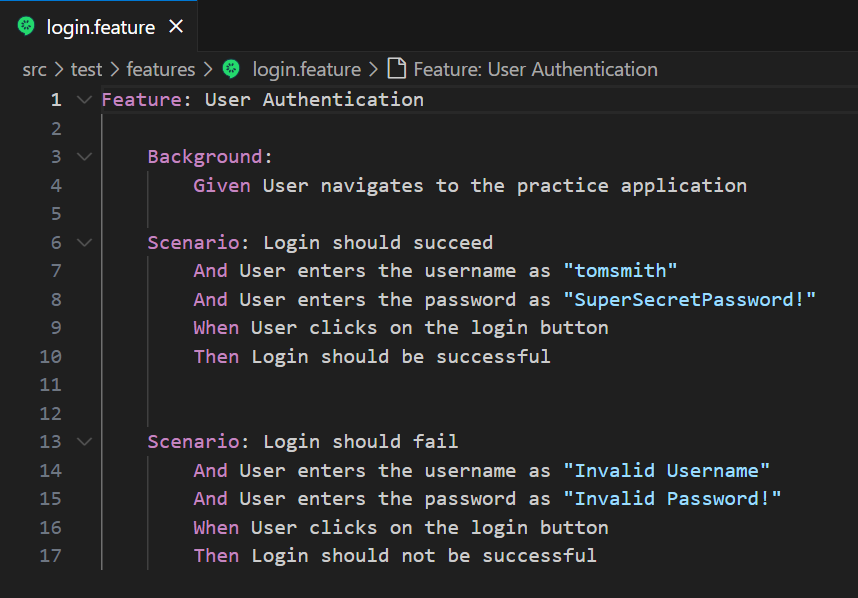 login.feature
src > test > features > login.feature > Feature: User Authentication
1 Feature: User Authentication
2
3 Background:
4 Given User navigates to the practice application
5
6 Scenario: Login should succeed
7 And User enters the username as "tomsmith"
8 And User enters the password as "SuperSecretPassword!"
9 When User clicks on the login button
10 Then Login should be successful
11
12
13 Scenario: Login should fail
14 And User enters the username as "Invalid Username"
15 And User enters the password as "Invalid Password!"
16 When User clicks on the login button
17 Then Login should not be successful